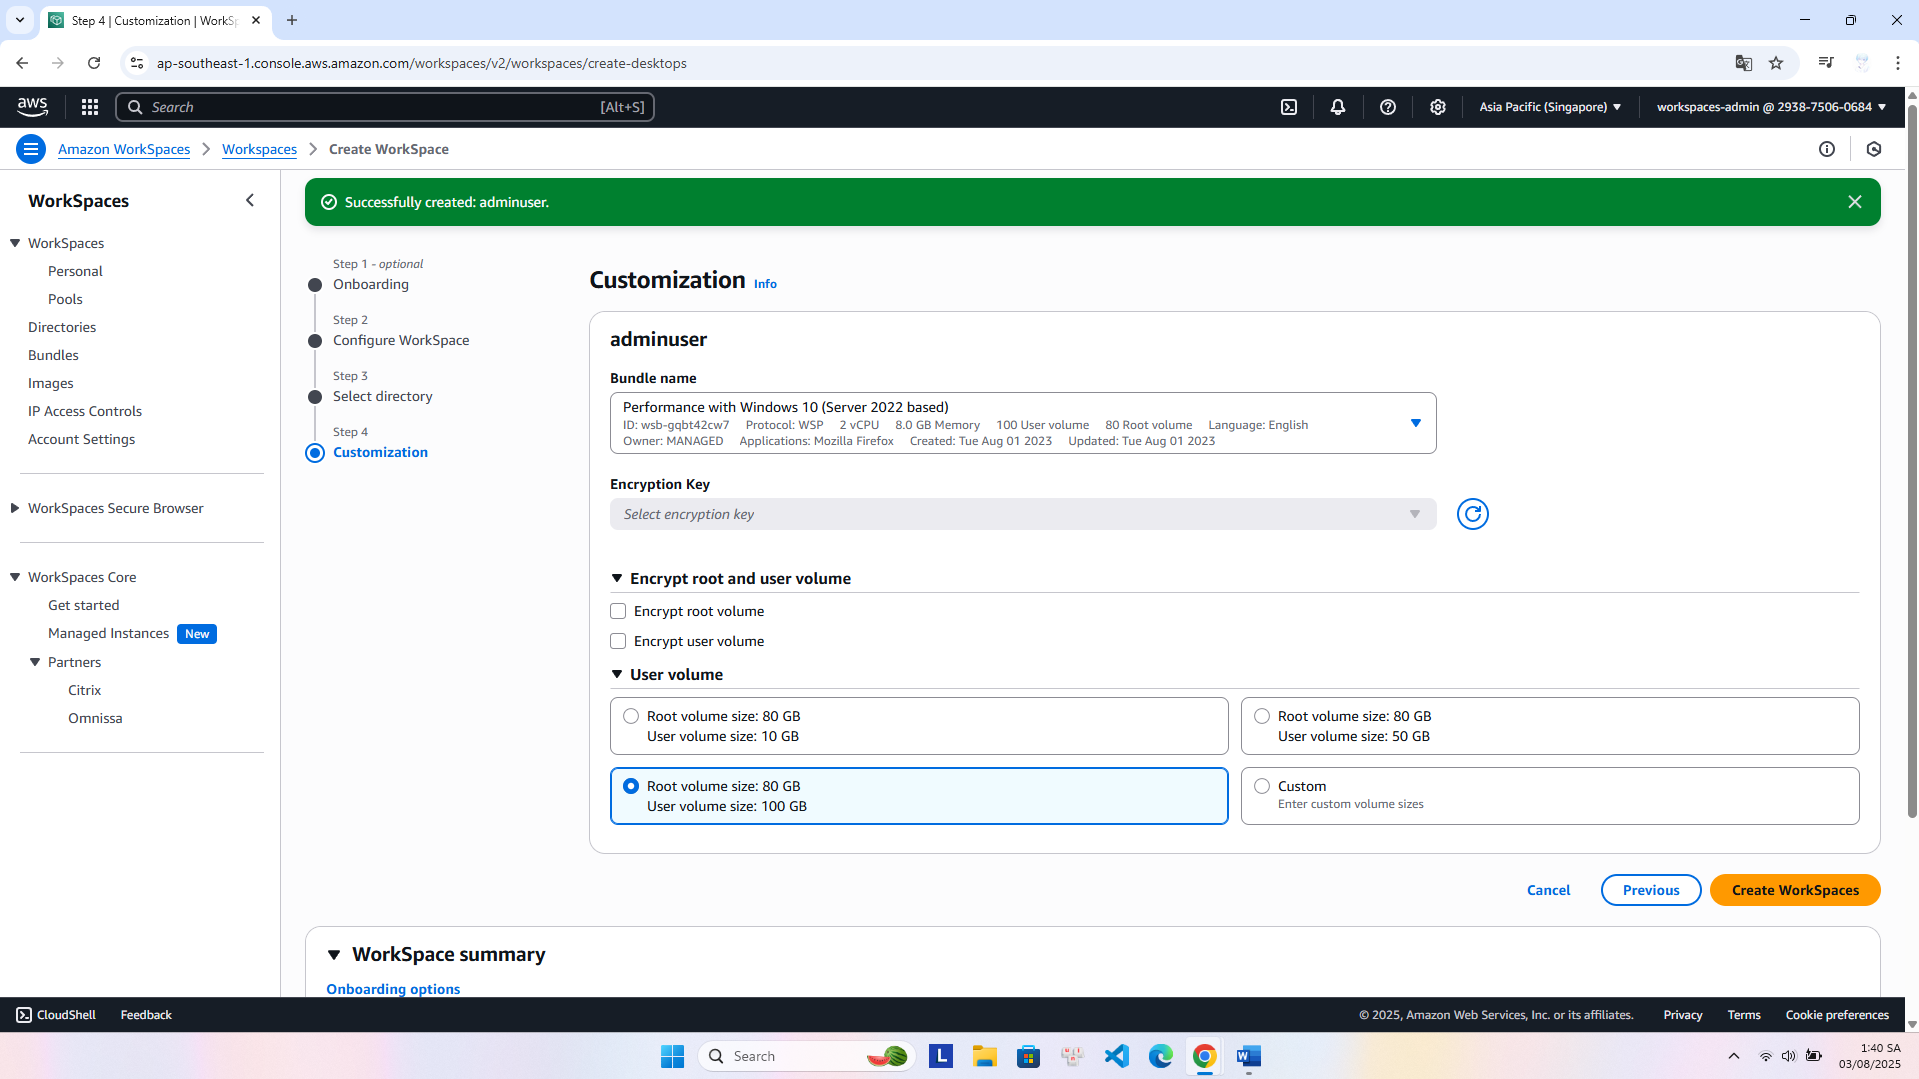 Step 4 | Customization | WorkSp
ap-southeast-1.console.aws.amazon.com/workspaces/v2/workspaces/create-desktops
aws
Search
[Alt+S]
Asia Pacific (Singapore)
workspaces-admin @ 2938-7506-0684
Amazon WorkSpaces
Workspaces
Create WorkSpace
WorkSpaces
WorkSpaces
Personal
Pools
Directories
Bundles
Images
IP Access Controls
Account Settings
WorkSpaces Secure Browser
WorkSpaces Core
Get started
Managed Instances New
Partners
Citrix
Omnissa
Successfully created: adminuser.
Step 1 - optional
Onboarding
Step 2
Configure WorkSpace
Step 3
Select directory
Step 4
Customization
Customization Info
adminuser
Bundle name
Performance with Windows 10 (Server 2022 based)
ID: wsb-gqbt42cw7 Protocol: WSP 2 vCPU 8.0 GB Memory 100 User volume 80 Root volume Language: English
Owner: MANAGED Applications: Mozilla Firefox Created: Tue Aug 01 2023 Updated: Tue Aug 01 2023
Encryption Key
Select encryption key
Encrypt root and user volume
Encrypt root volume
Encrypt user volume
User volume
Root volume size: 80 GB
User volume size: 10 GB
Root volume size: 80 GB
User volume size: 50 GB
Root volume size: 80 GB
User volume size: 100 GB
Custom
Enter custom volume sizes
Cancel
Previous
Create WorkSpaces
WorkSpace summary
Onboarding options
CloudShell
Feedback
© 2025, Amazon Web Services, Inc. or its affiliates.
Privacy
Terms
Cookie preferences
Search
L
W
1:40 SA
03/08/2025